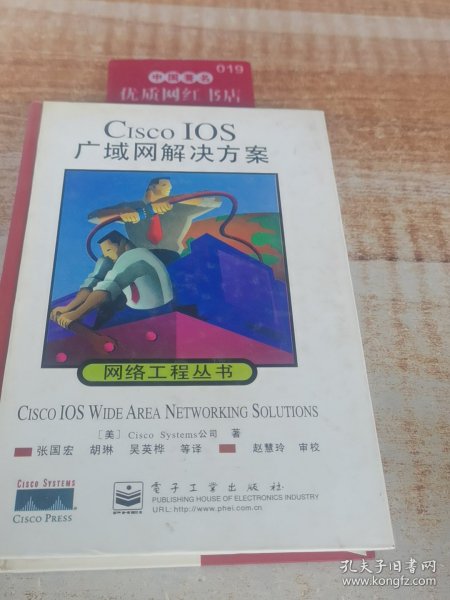 019
中国著名
优质网红书店
CISCO IOS
广域网解决方案
网络工程丛书
CISCO IOS WIDE AREA NETWORKING SOLUTIONS
［美］ Cisco Systems公司 著
张国宏 胡琳 吴英桦 等译 赵慧玲 审校
CISCO SYSTEMS
CISCO PRESS
电子工业出版社
PUBLISHING HOUSE OF ELECTRONICS INDUSTRY
URL: http://www.phei.com.cn
孔夫子旧书网
www.kongfz.com